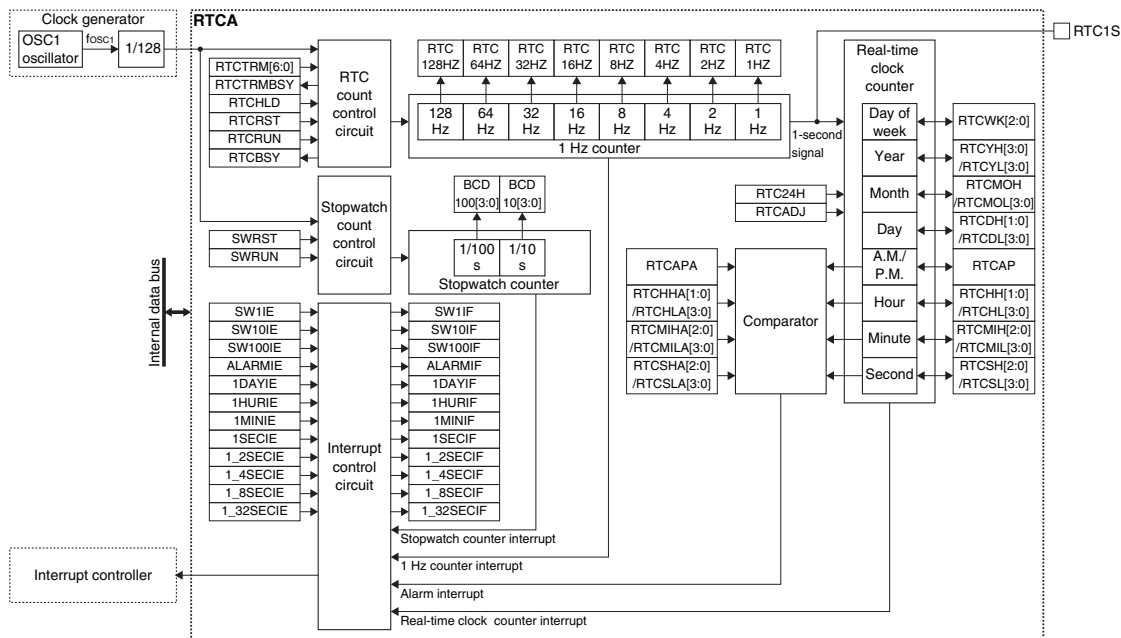 Clock generator
RTCA
OSC1
oscillator
fOSC1
1/128
RTC1S
RTCTRM[6:0]
RTCTRMBSY
RTCHLD
RTCRST
RTCRUN
RTCBSY
RTC
count
control
circuit
RTC
128HZ
RTC
64HZ
RTC
32HZ
RTC
16HZ
RTC
8HZ
RTC
4HZ
RTC
2HZ
RTC
1HZ
128
Hz
64
Hz
32
Hz
16
Hz
8
Hz
4
Hz
2
Hz
1
Hz
1 Hz counter
1-second
signal
Real-time
clock
counter
Day of
week
Year
Month
Day
A.M./
P.M.
Hour
Minute
Second
RTCWK[2:0]
RTCYH[3:0]
/RTCYL[3:0]
RTCMOH
/RTCMOL[3:0]
RTCDH[1:0]
/RTCDL[3:0]
RTCAP
RTCHH[1:0]
/RTCHL[3:0]
RTCMIH[2:0]
/RTCMIL[3:0]
RTCSH[2:0]
/RTCSL[3:0]
RTC24H
RTCADJ
SWRST
SWRUN
Stopwatch
count
control
circuit
BCD
100[3:0]
BCD
10[3:0]
1/100
s
1/10
s
Stopwatch counter
RTCAPA
RTCHHA[1:0]
/RTCHLA[3:0]
RTCMIHA[2:0]
/RTCMILA[3:0]
RTCSHA[2:0]
/RTCSLA[3:0]
Comparator
Internal data bus
SW1IE
SW10IE
SW100IE
ALARMIE
1DAYIE
1HURIE
1MINIE
1SECIE
1_2SECIE
1_4SECIE
1_8SECIE
1_32SECIE
Interrupt
control
circuit
SW1IF
SW10IF
SW100IF
ALARMIF
1DAYIF
1HURIF
1MINIF
1SECIF
1_2SECIF
1_4SECIF
1_8SECIF
1_32SECIF
Stopwatch counter interrupt
1 Hz counter interrupt
Alarm interrupt
Real-time clock counter interrupt
Interrupt controller